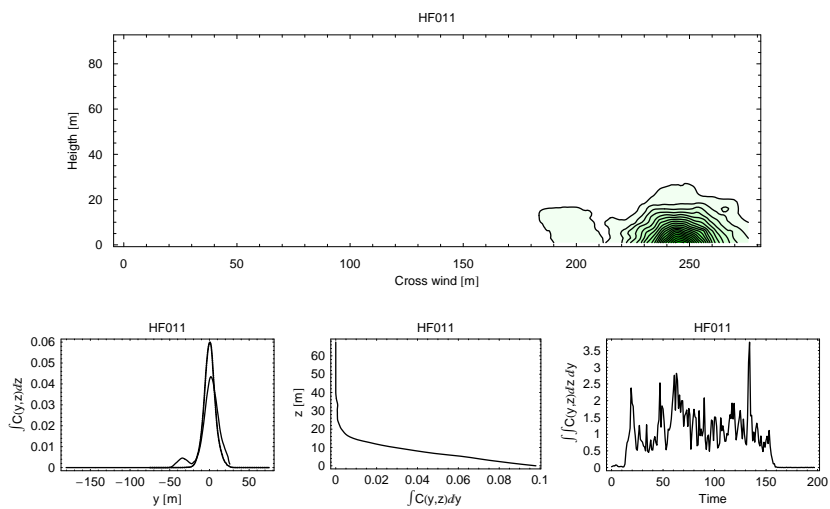 HF011
80
60
40
20
0
Heigth [m]
0 50 100 150 200 250
Cross wind [m]
HF011
0.06
0.05
0.04
0.03
0.02
0.01
0
∫C(y,z)dz
−150 −100 −50 0 50
y [m]
HF011
60
50
40
30
20
10
0
z [m]
0 0.02 0.04 0.06 0.08 0.1
∫C(y,z)dy
HF011
3.5
3
2.5
2
1.5
1
0.5
0
∫∫C(y,z)dz dy
0 50 100 150 200
Time